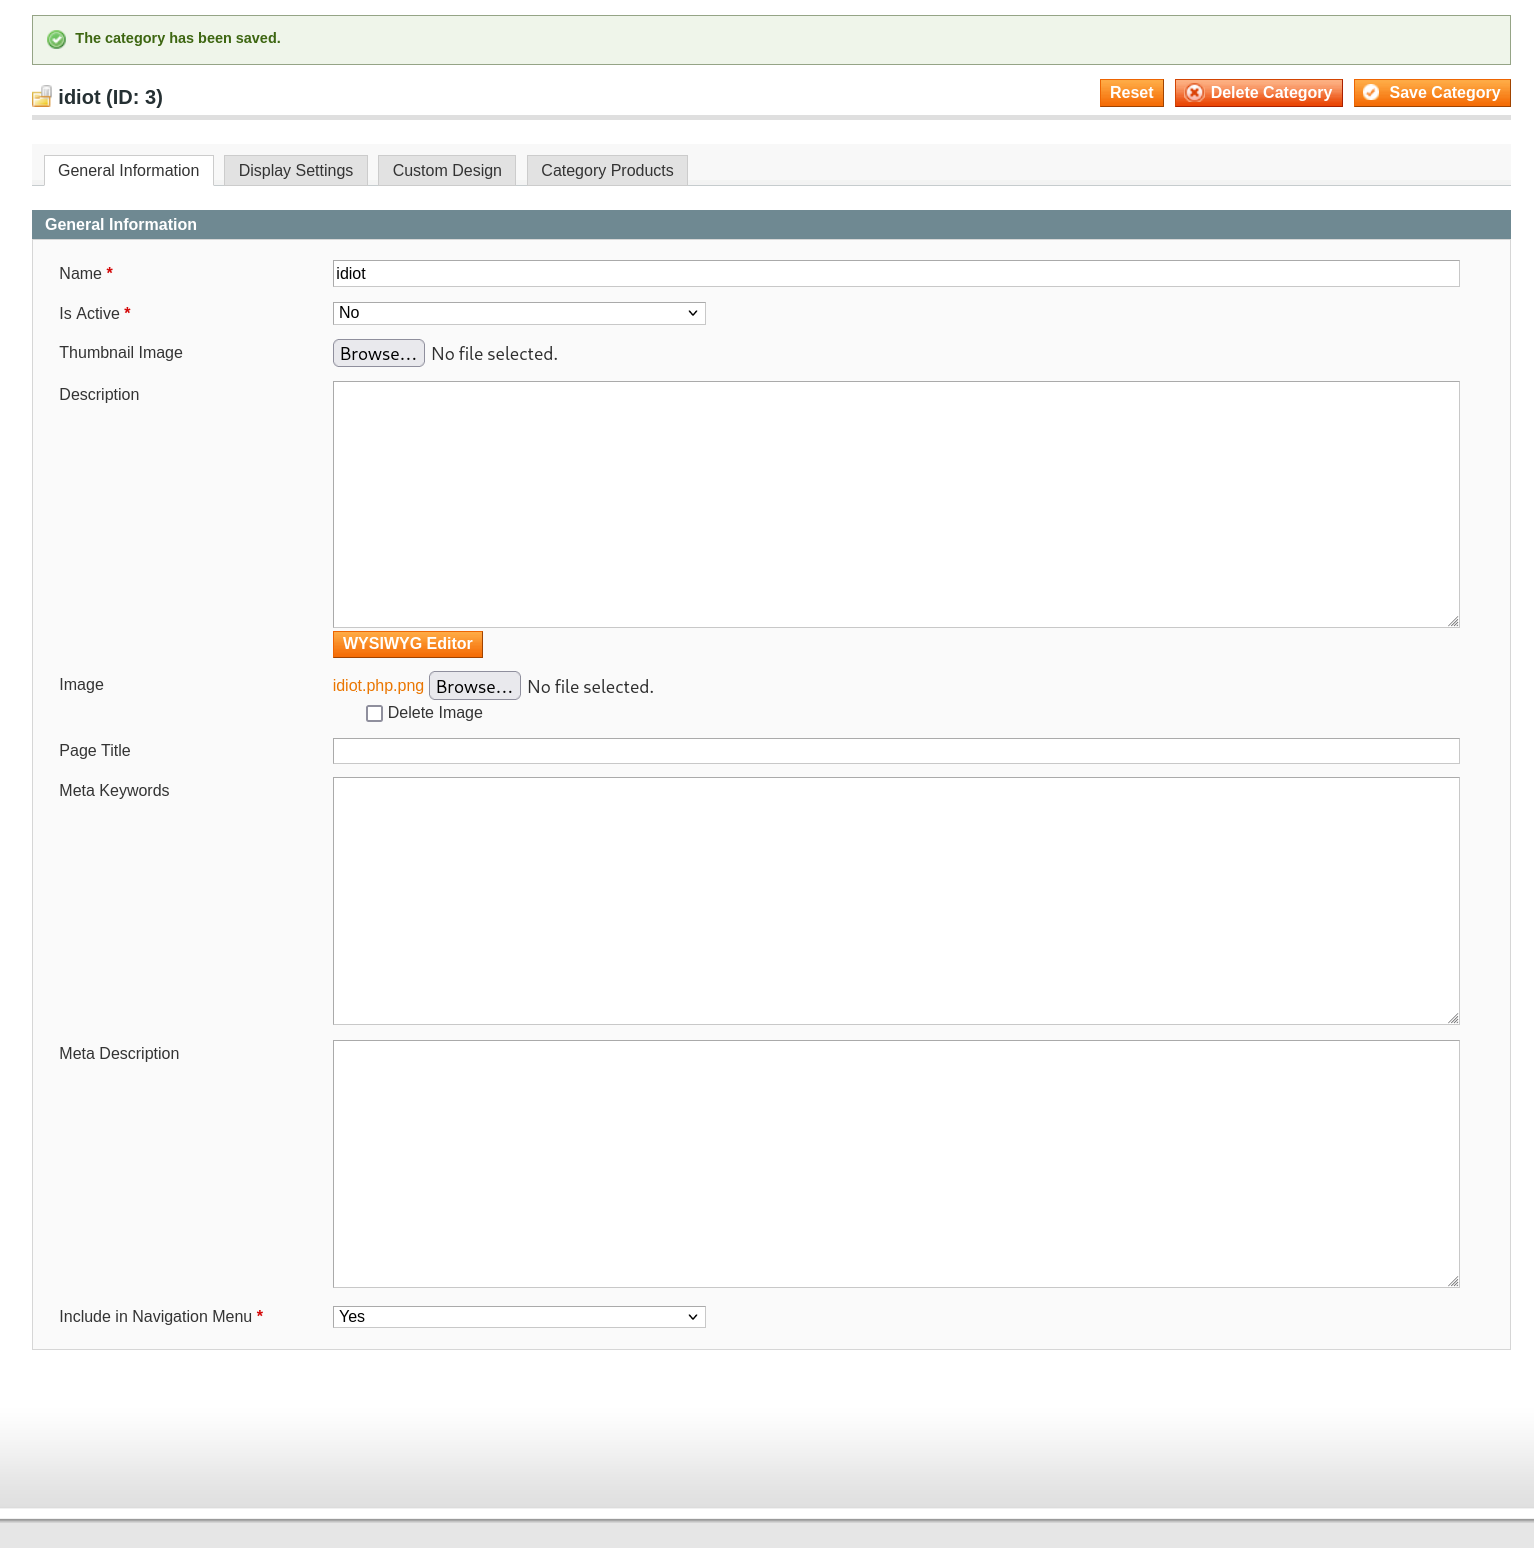 The category has been saved.
idiot (ID: 3)
Reset
Delete Category
Save Category
General Information
Display Settings
Custom Design
Category Products
General Information
Name *
idiot
Is Active *
No
Thumbnail Image
Browse... No file selected.
Description
WYSIWYG Editor
Image
idiot.php.png Browse... No file selected.
Delete Image
Page Title
Meta Keywords
Meta Description
Include in Navigation Menu *
Yes